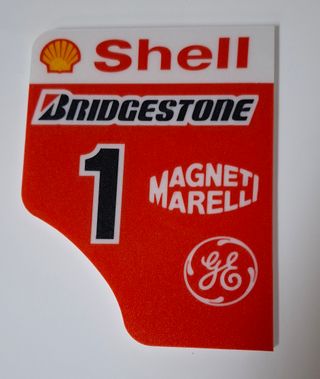 Shell
BRIDGESTONE
1
MAGNETI
MARELLI
GE